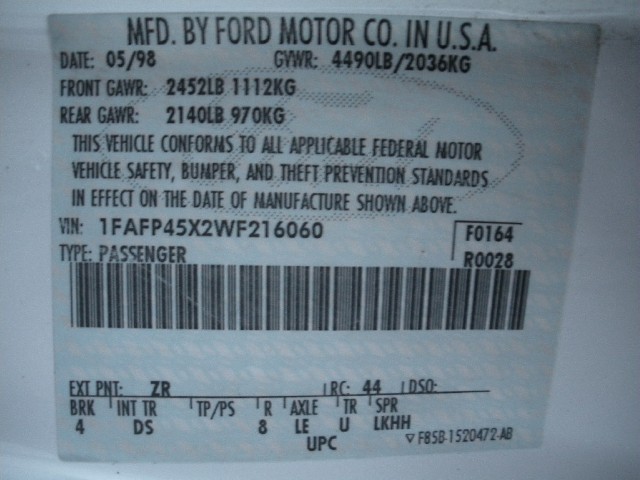 MFD. BY FORD MOTOR CO. IN U.S.A.
DATE: 05/98 GVWR: 4490LB/2036KG
FRONT GAWR: 2452LB 1112KG
REAR GAWR: 2140LB 970KG
THIS VEHICLE CONFORMS TO ALL APPLICABLE FEDERAL MOTOR
VEHICLE SAFETY, BUMPER, AND THEFT PREVENTION STANDARDS
IN EFFECT ON THE DATE OF MANUFACTURE SHOWN ABOVE.
VIN: 1FAFP45X2WF216060 F0164
TYPE: PASSENGER R0028
EXT PNT: ZR RC: 44 DSO:
BRK INT TR TP/PS R AXLE TR SPR
4 DS 8 LE U LKHH
UPC ▽ F85B-1520472-AB